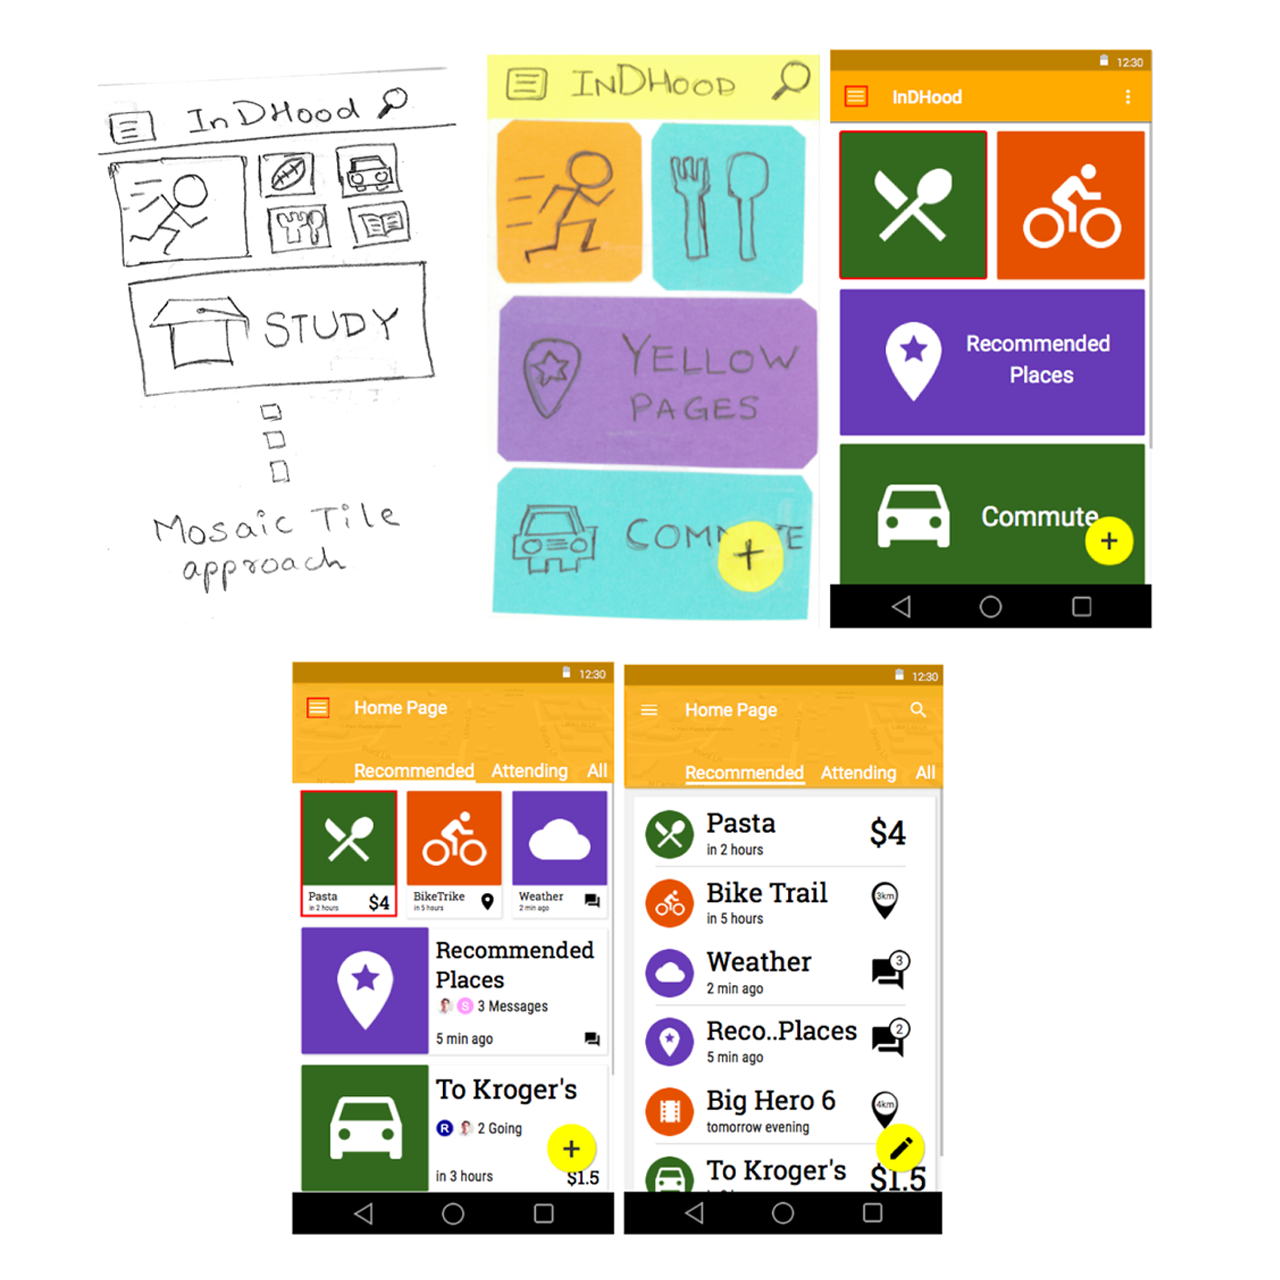 InDHood
STUDY
Mosaic Tile
approach
INDHOOD
YELLOW
PAGES
COMM E
+
12:30
InDHood
Recommended
Places
Commute
+
12:30
Home Page
Recommended Attending All
Pasta
in 2 hours
$4
BikeTrike
in 5 hours
Weather
2 min ago
Recommended
Places
S 3 Messages
5 min ago
To Kroger's
R 2 Going
+
in 3 hours
$1.5
12:30
Home Page
Recommended Attending All
Pasta
in 2 hours
$4
Bike Trail
in 5 hours
3km
Weather
2 min ago
3
Reco..Places
5 min ago
2
Big Hero 6
tomorrow evening
4km
To Kroger's
$1.5